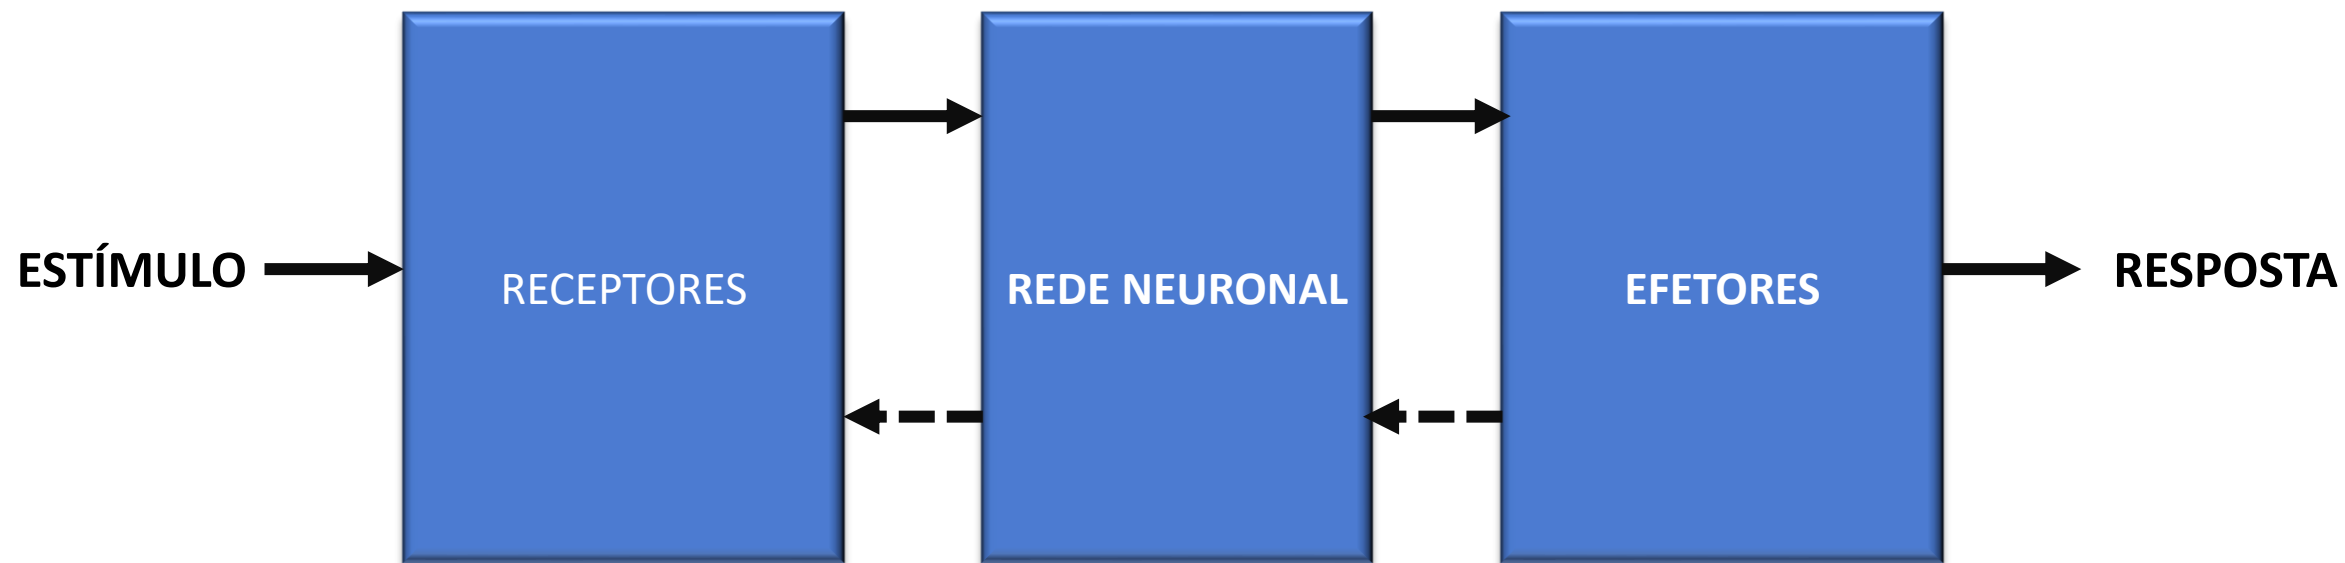 ESTÍMULO
RECEPTORES
REDE NEURONAL
EFETORES
RESPOSTA